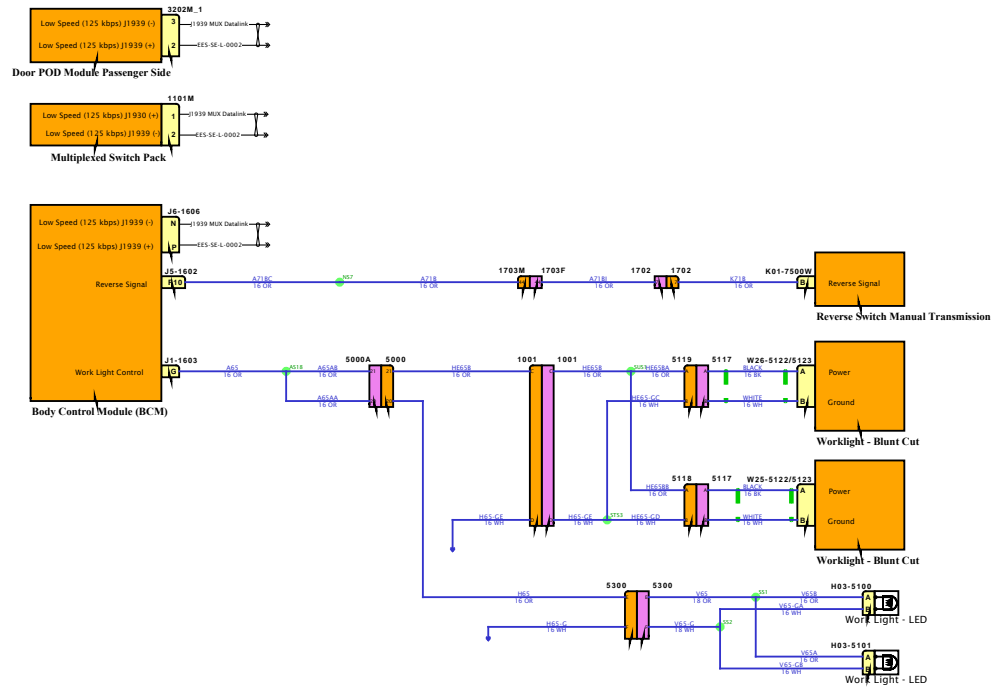 3202M_1
Low Speed (125 kbps) J1939 (-)
3
J1939 MUX Datalink
Low Speed (125 kbps) J1939 (+)
2
EES-SE-L-0002
Door POD Module Passenger Side
1101M
Low Speed (125 kbps) J1930 (+)
1
J1939 MUX Datalink
Low Speed (125 kbps) J1939 (-)
2
EES-SE-L-0002
Multiplexed Switch Pack
J6-1606
Low Speed (125 kbps) J1939 (-)
N
J1939 MUX Datalink
Low Speed (125 kbps) J1939 (+)
P
EES-SE-L-0002
J5-1602
Reverse Signal
F10
A71BC
16 OR
NS7
A71B
16 OR
1703M 1703F
A71BJ
16 OR
1702 1702
K71B
16 OR
K01-7500W
B
Reverse Signal
Reverse Switch Manual Transmission
J1-1603
Work Light Control
G
A65
16 OR
AS18
A65AB
16 OR
5000A 5000
21 21
HE65B
16 OR
1001 1001
C C
HE65B
16 OR
HE65BA
16 OR
5119 5117
A A
BLACK
16 BK
W26-5122/5123
A
Power
A65AA
16 OR
20
HE65-GC
16 WH
B B
WHITE
16 WH
B
Ground
Body Control Module (BCM)
Worklight - Blunt Cut
HE65BB
16 OR
5118 5117
A A
BLACK
16 BK
W25-5122/5123
A
Power
H65-GE
16 WH
H65-GE
16 WH
STS3
HE65-GD
16 WH
B B
WHITE
16 WH
B
Ground
Worklight - Blunt Cut
H65
16 OR
5300 5300
E E
V65
18 OR
SS1
V65B
16 OR
H03-5100
A
H65-G
16 WH
F F
V65-G
18 WH
SS2
V65-GA
16 WH
B
Work Light - LED
V65A
16 OR
H03-5101
A
V65-GB
16 WH
B
Work Light - LED